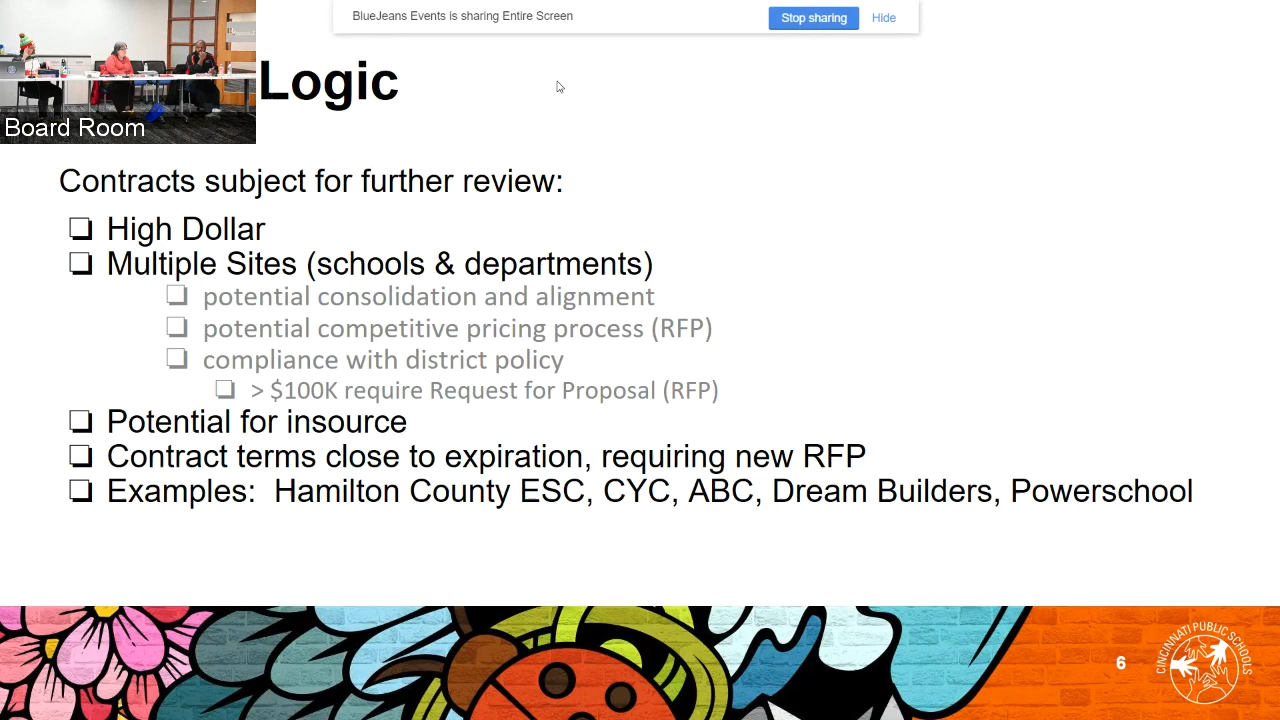 BlueJeans Events is sharing Entire Screen
Stop sharing
Hide
Board Room
Logic
Contracts subject for further review:
❏ High Dollar
❏ Multiple Sites (schools & departments)
❏ potential consolidation and alignment
❏ potential competitive pricing process (RFP)
❏ compliance with district policy
❏ > $100K require Request for Proposal (RFP)
❏ Potential for insource
❏ Contract terms close to expiration, requiring new RFP
❏ Examples: Hamilton County ESC, CYC, ABC, Dream Builders, Powerschool
6
CINCINNATI PUBLIC SCHOOLS